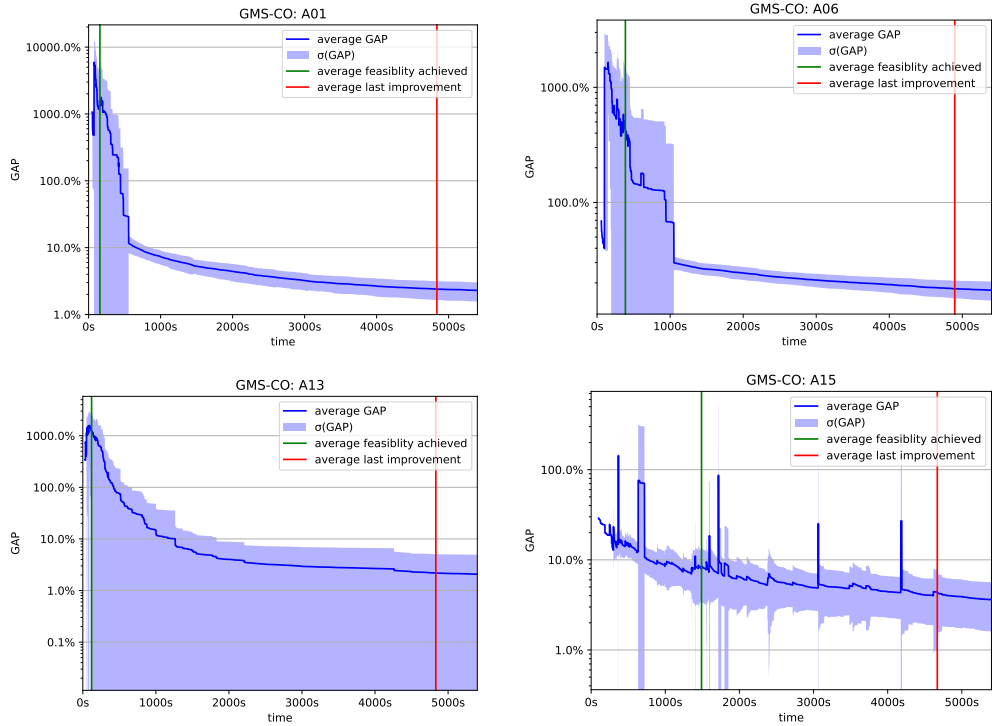 GMS-CO: A01
10000.0%
1000.0%
100.0%
10.0%
1.0%
GAP
average GAP
σ(GAP)
average feasiblity achieved
average last improvement
0s 1000s 2000s 3000s 4000s 5000s
time
GMS-CO: A06
1000.0%
100.0%
GAP
average GAP
σ(GAP)
average feasiblity achieved
average last improvement
0s 1000s 2000s 3000s 4000s 5000s
time
GMS-CO: A13
1000.0%
100.0%
10.0%
1.0%
0.1%
GAP
average GAP
σ(GAP)
average feasiblity achieved
average last improvement
0s 1000s 2000s 3000s 4000s 5000s
time
GMS-CO: A15
100.0%
10.0%
1.0%
GAP
average GAP
σ(GAP)
average feasiblity achieved
average last improvement
0s 1000s 2000s 3000s 4000s 5000s
time